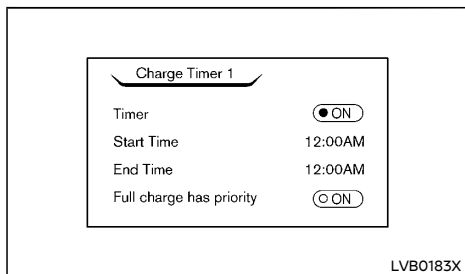 Charge Timer 1
Timer ON
Start Time 12:00AM
End Time 12:00AM
Full charge has priority ON
LVB0183X